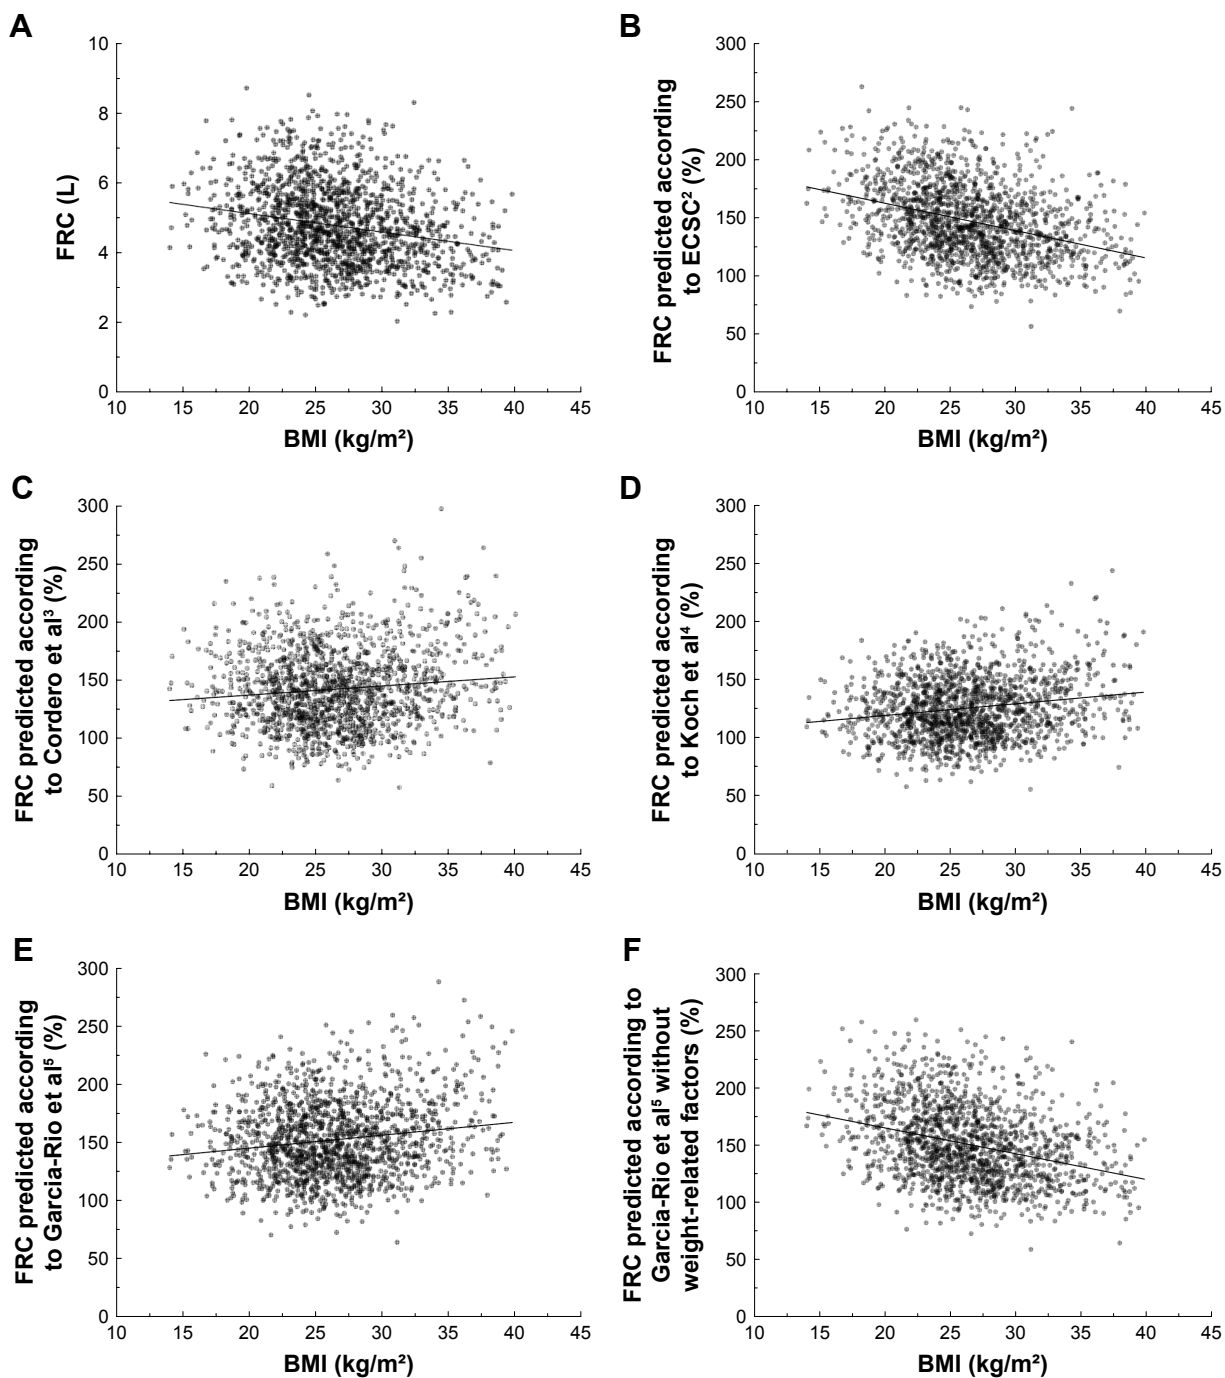 A
10
8
6
4
2
0
FRC (L)
10 15 20 25 30 35 40 45
BMI (kg/m²)
B
300
250
200
150
100
50
0
FRC predicted according
to ECSC² (%)
10 15 20 25 30 35 40 45
BMI (kg/m²)
C
300
250
200
150
100
50
0
FRC predicted according
to Cordero et al³ (%)
10 15 20 25 30 35 40 45
BMI (kg/m²)
D
300
250
200
150
100
50
0
FRC predicted according
to Koch et al⁴ (%)
10 15 20 25 30 35 40 45
BMI (kg/m²)
E
300
250
200
150
100
50
0
FRC predicted according
to Garcia-Rio et al⁵ (%)
10 15 20 25 30 35 40 45
BMI (kg/m²)
F
300
250
200
150
100
50
0
FRC predicted according to
Garcia-Rio et al⁵ without
weight-related factors (%)
10 15 20 25 30 35 40 45
BMI (kg/m²)